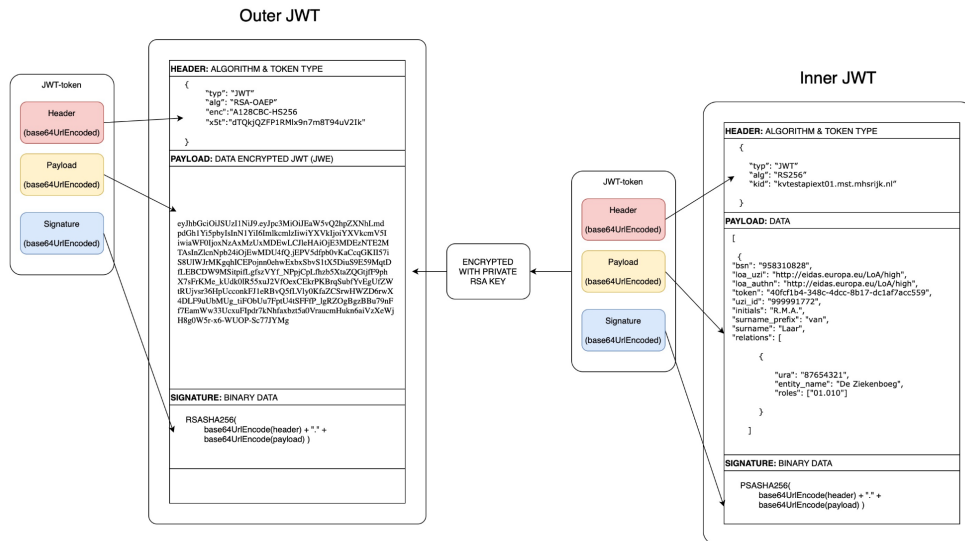 Outer JWT
JWT-token
Header
(base64UrlEncoded)
Payload
(base64UrlEncoded)
Signature
(base64UrlEncoded)
HEADER: ALGORITHM & TOKEN TYPE
{
"typ": "JWT"
"alg": "RSA-OAEP"
"enc":"A128CBC-HS256
"x5t":"dTQkjQZFP1RMlx9n7m8T94uV2Ik"
}
PAYLOAD: DATA ENCRYPTED JWT (JWE)
SIGNATURE: BINARY DATA
RSASHA256(
base64UrlEncode(header) + "." +
base64UrlEncode(payload) )
ENCRYPTED
WITH PRIVATE
RSA KEY
Inner JWT
JWT-token
Header
(base64UrlEncoded)
Payload
(base64UrlEncoded)
Signature
(base64UrlEncoded)
HEADER: ALGORITHM & TOKEN TYPE
{
"typ": "JWT"
"alg": "RS256"
"kid": "kvtestapiext01.mst.mhsrijk.nl"
}
PAYLOAD: DATA
[
{
"bsn": "958310828",
"loa_uzi": "http://eidas.europa.eu/LoA/high",
"loa_authn": "http://eidas.europa.eu/LoA/high",
"token": "40fcf1b4-348c-4dcc-8b17-dc1af7acc559",
"uzi_id": "999991772",
"initials": "R.M.A.",
"surname_prefix": "van",
"surname": "Laar",
"relations": [
{
"ura": "87654321",
"entity_name": "De Ziekenboeg",
"roles": ["01.010"]
}
]
SIGNATURE: BINARY DATA
PSASHA256(
base64UrlEncode(header) + "." +
base64UrlEncode(payload) )